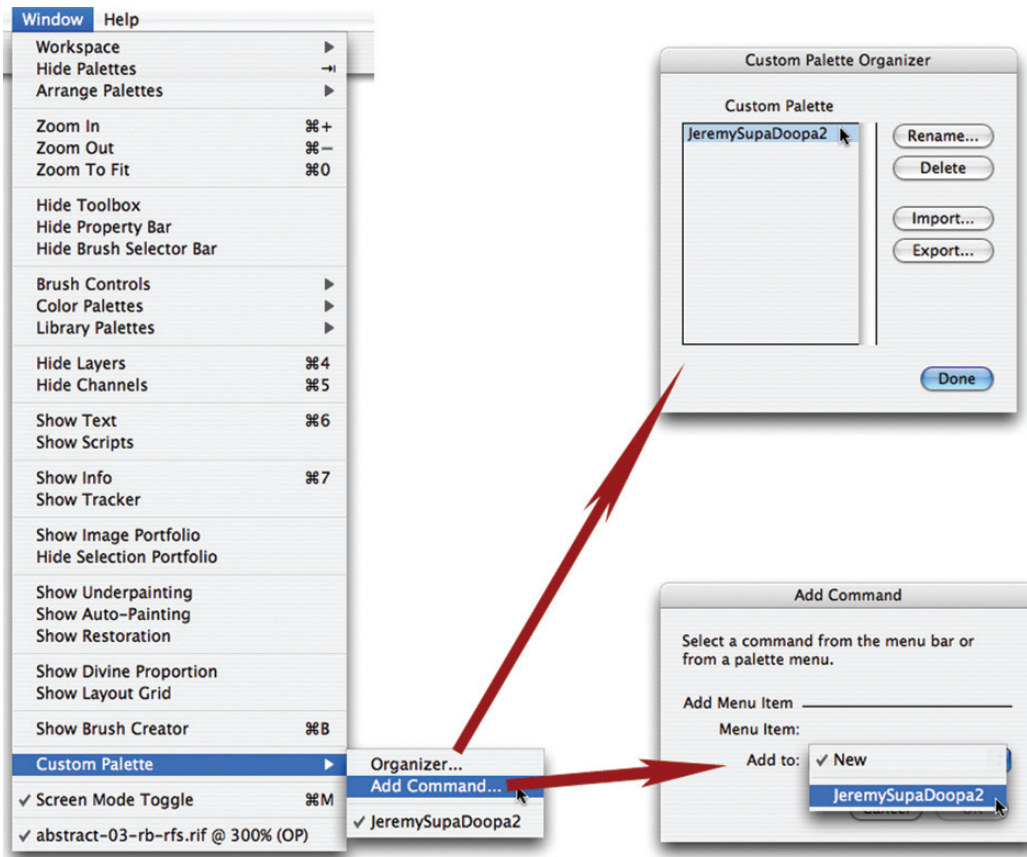 Window Help
Workspace
Hide Palettes
Arrange Palettes
Zoom In ⌘+
Zoom Out ⌘−
Zoom To Fit ⌘0
Hide Toolbox
Hide Property Bar
Hide Brush Selector Bar
Brush Controls
Color Palettes
Library Palettes
Hide Layers ⌘4
Hide Channels ⌘5
Show Text ⌘6
Show Scripts
Show Info ⌘7
Show Tracker
Show Image Portfolio
Hide Selection Portfolio
Show Underpainting
Show Auto-Painting
Show Restoration
Show Divine Proportion
Show Layout Grid
Show Brush Creator ⌘B
Custom Palette
✓ Screen Mode Toggle ⌘M
✓ abstract-03-rb-rfs.rif @ 300% (OP)
Organizer...
Add Command...
✓ JeremySupaDoopa2
Custom Palette Organizer
Custom Palette
JeremySupaDoopa2
Rename...
Delete
Import...
Export...
Done
Add Command
Select a command from the menu bar or
from a palette menu.
Add Menu Item
Menu Item:
Add to: ✓ New
JeremySupaDoopa2
Cancel OK